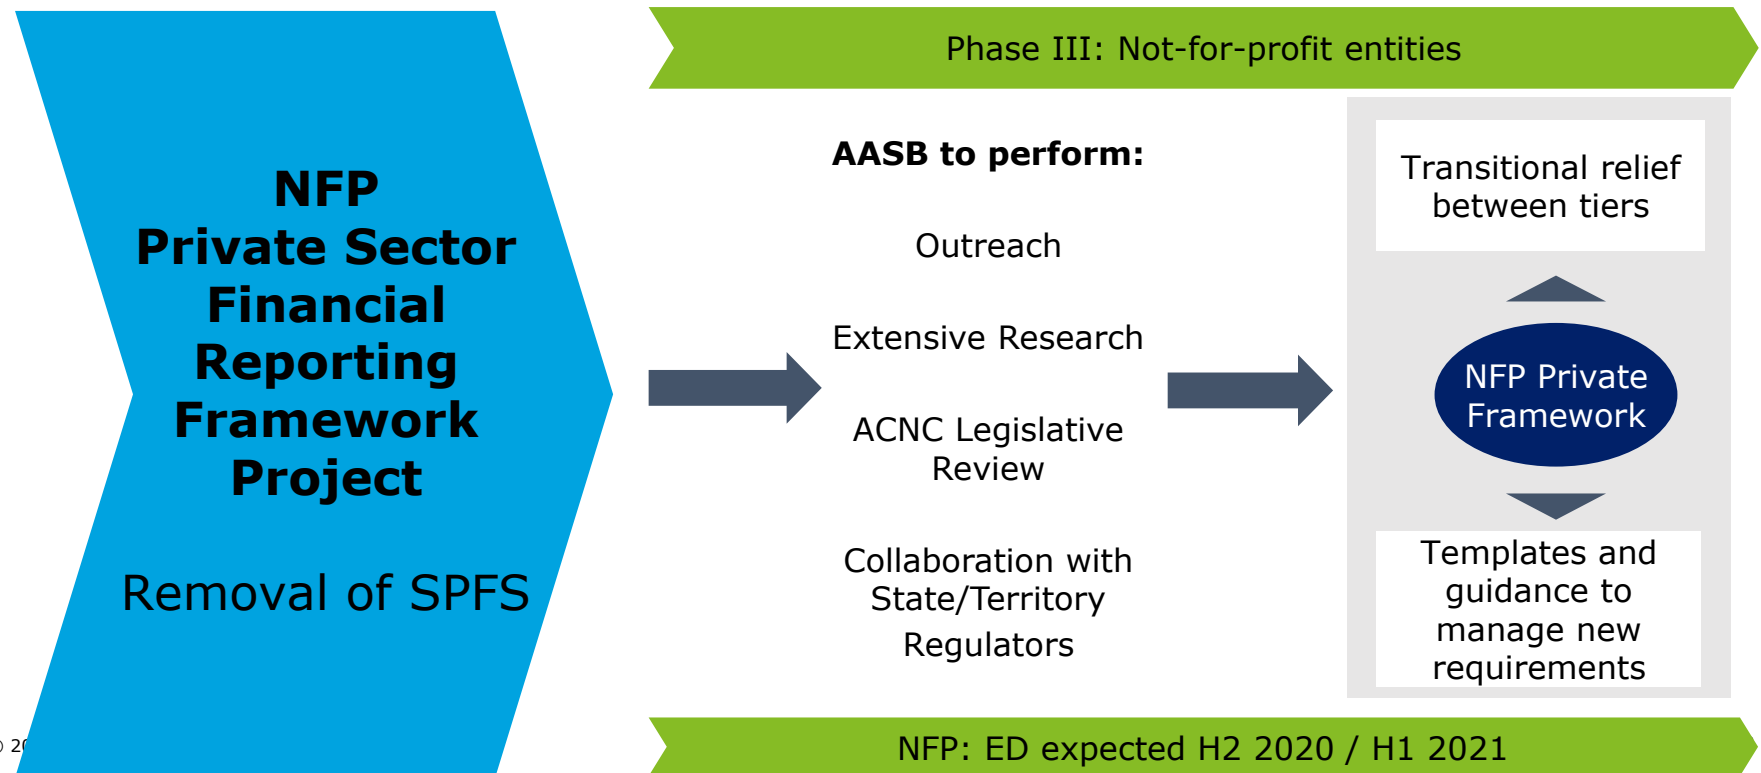 NFP
Private Sector
Financial
Reporting
Framework
Project
Removal of SPFS
Phase III: Not-for-profit entities
AASB to perform:
Outreach
Extensive Research
ACNC Legislative
Review
Collaboration with
State/Territory
Regulators
Transitional relief
between tiers
NFP Private
Framework
Templates and
guidance to
manage new
requirements
NFP: ED expected H2 2020 / H1 2021